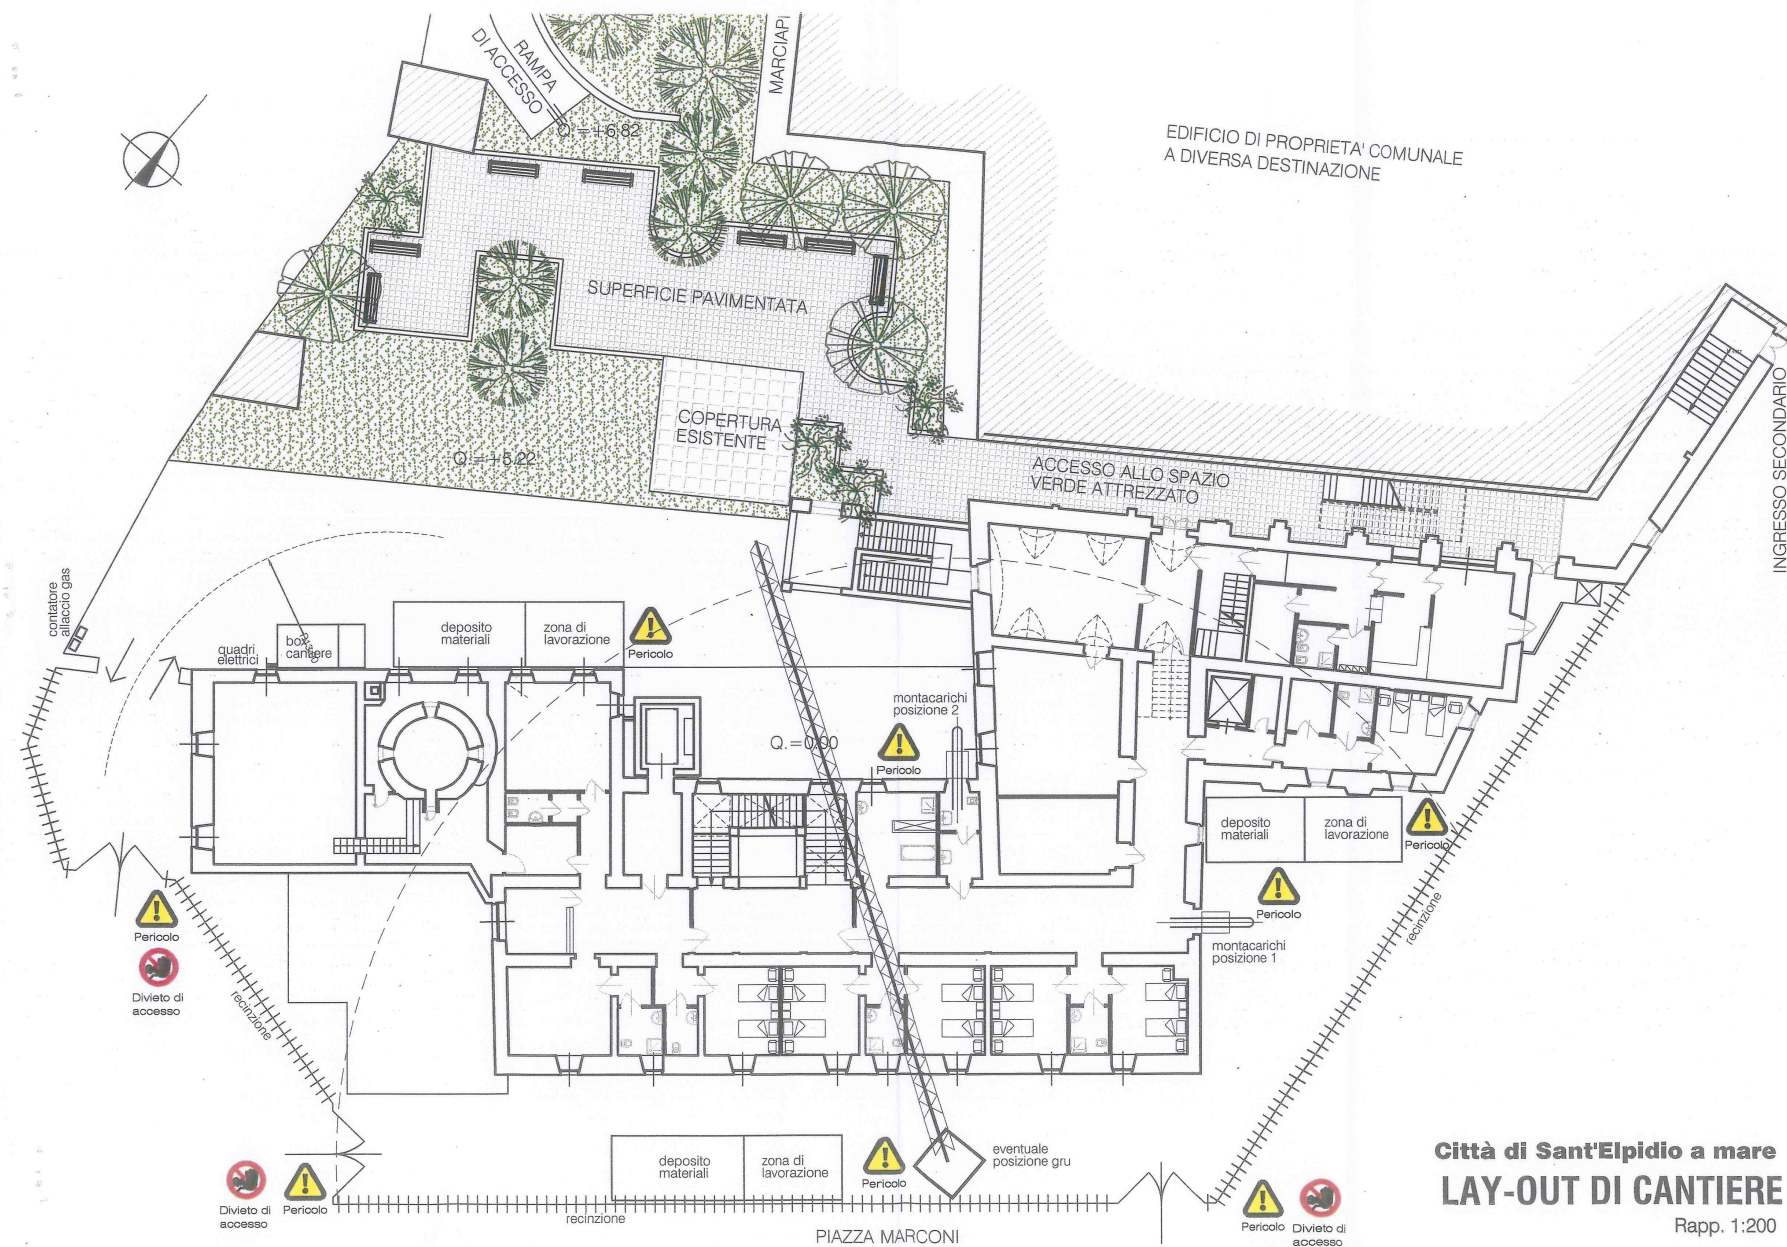 RAMPA
DI ACCESSO
MARCIAPI
Q.=+6.82
EDIFICIO DI PROPRIETA' COMUNALE
A DIVERSA DESTINAZIONE
SUPERFICIE PAVIMENTATA
COPERTURA
ESISTENTE
Q.=+5.22
ACCESSO ALLO SPAZIO
VERDE ATTREZZATO
INGRESSO SECONDARIO
contatore
allaccio gas
quadri
elettrici
box
cantiere
deposito
materiali
zona di
lavorazione
Pericolo
montacarichi
posizione 2
Q.=0.00
Pericolo
deposito
materiali
zona di
lavorazione
Pericolo
Pericolo
montacarichi
posizione 1
recinzione
Pericolo
Divieto di
accesso
recinzione
Divieto di
accesso
Pericolo
deposito
materiali
zona di
lavorazione
Pericolo
eventuale
posizione gru
recinzione
PIAZZA MARCONI
Pericolo
Divieto di
accesso
Città di Sant'Elpidio a mare
LAY-OUT DI CANTIERE
Rapp. 1:200